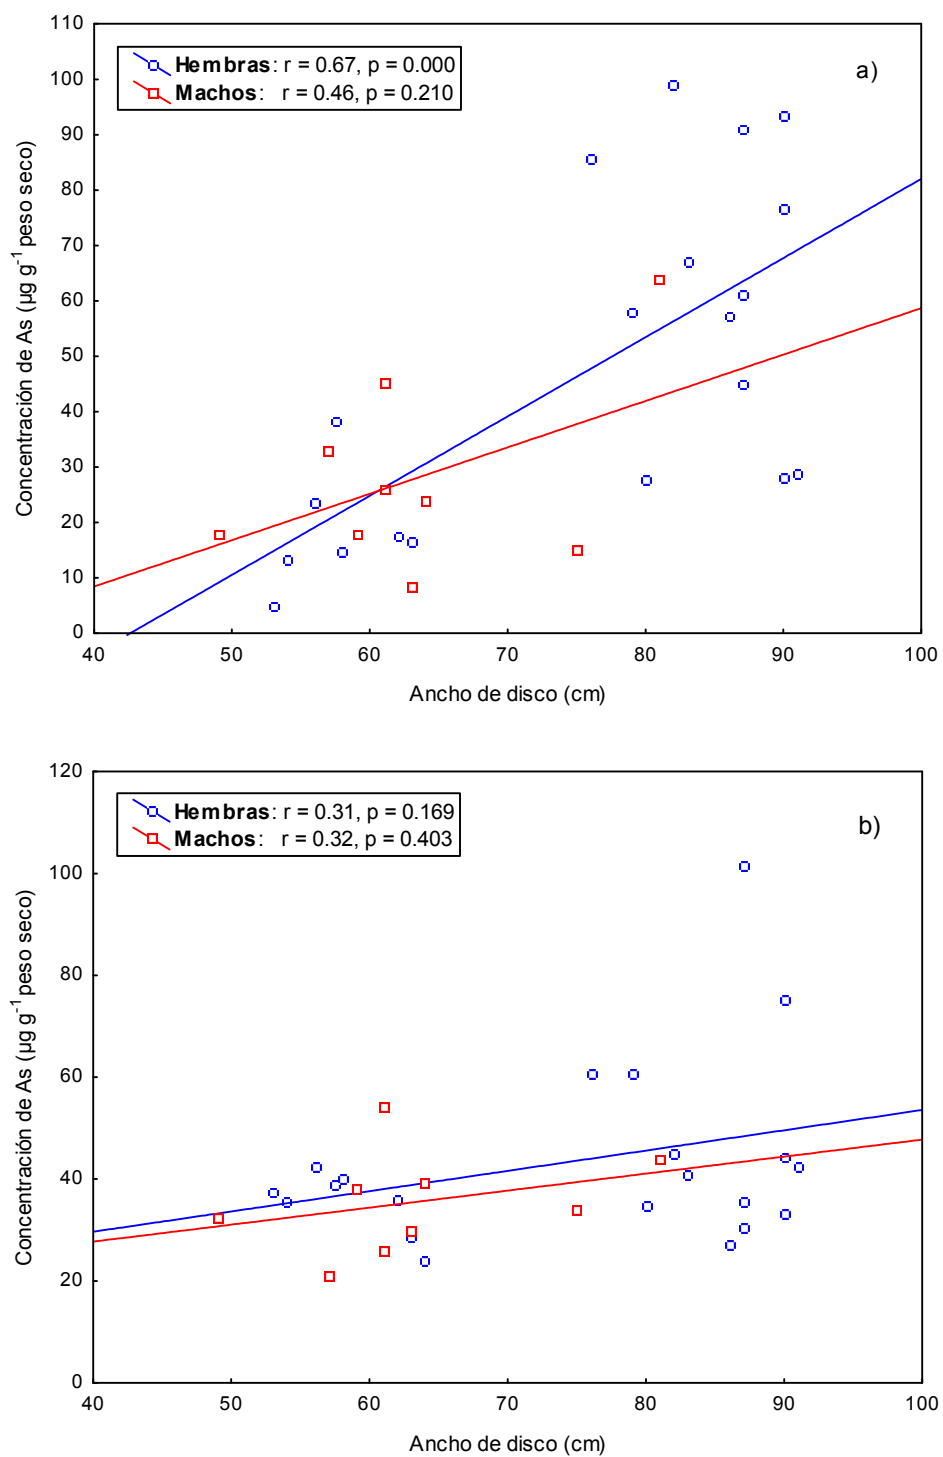 110
100
90
80
70
60
50
40
30
20
10
0
Concentración de As (µg g⁻¹ peso seco)
Hembras: r = 0.67, p = 0.000
Machos: r = 0.46, p = 0.210
a)
40 50 60 70 80 90 100
Ancho de disco (cm)
120
100
80
60
40
20
0
Concentración de As (µg g⁻¹ peso seco)
Hembras: r = 0.31, p = 0.169
Machos: r = 0.32, p = 0.403
b)
40 50 60 70 80 90 100
Ancho de disco (cm)